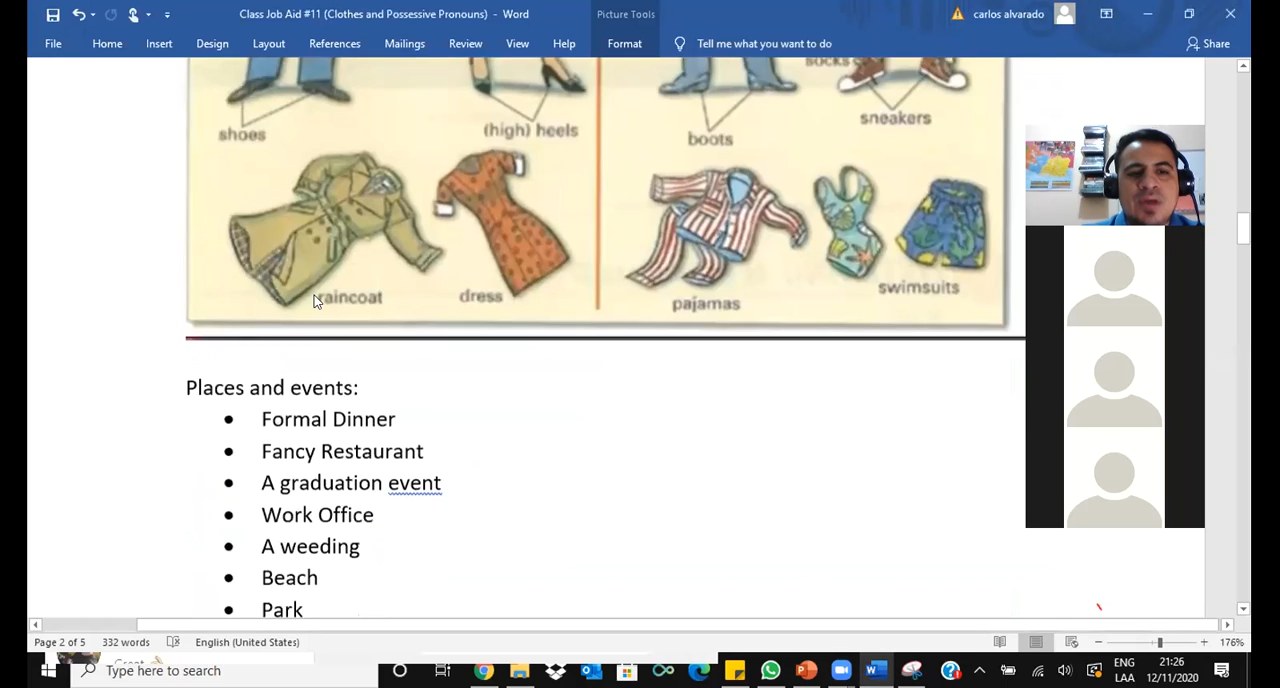 Class Job Aid #11 (Clothes and Possessive Pronouns) - Word
Picture Tools
carlos alvarado
File Home Insert Design Layout References Mailings Review View Help Format Tell me what you want to do Share
socks
shoes
(high) heels
boots
sneakers
raincoat
dress
pajamas
swimsuits
Places and events:
• Formal Dinner
• Fancy Restaurant
• A graduation event
• Work Office
• A weeding
• Beach
• Park
Page 2 of 5 332 words English (United States) 176%
Type here to search
ENG
LAA
21:26
12/11/2020